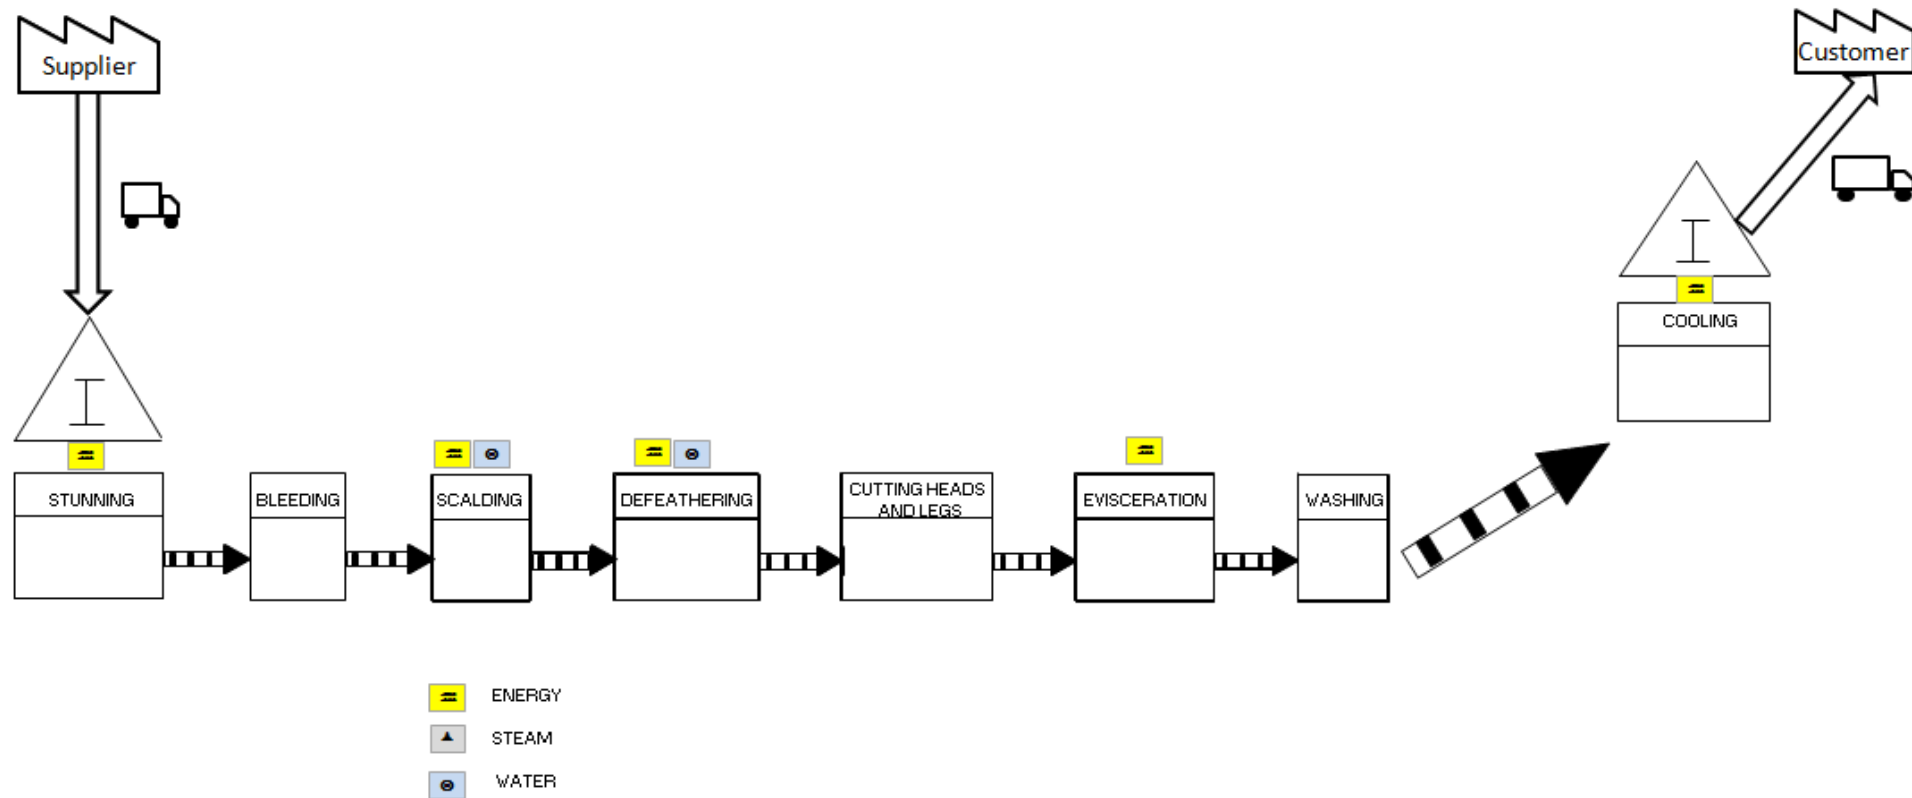 Supplier
Customer
I
I
COOLING
STUNNING
BLEEDING
SCALDING
DEFEATHERING
CUTTING HEADS
AND LEGS
EVISCERATION
WASHING
ENERGY
STEAM
WATER